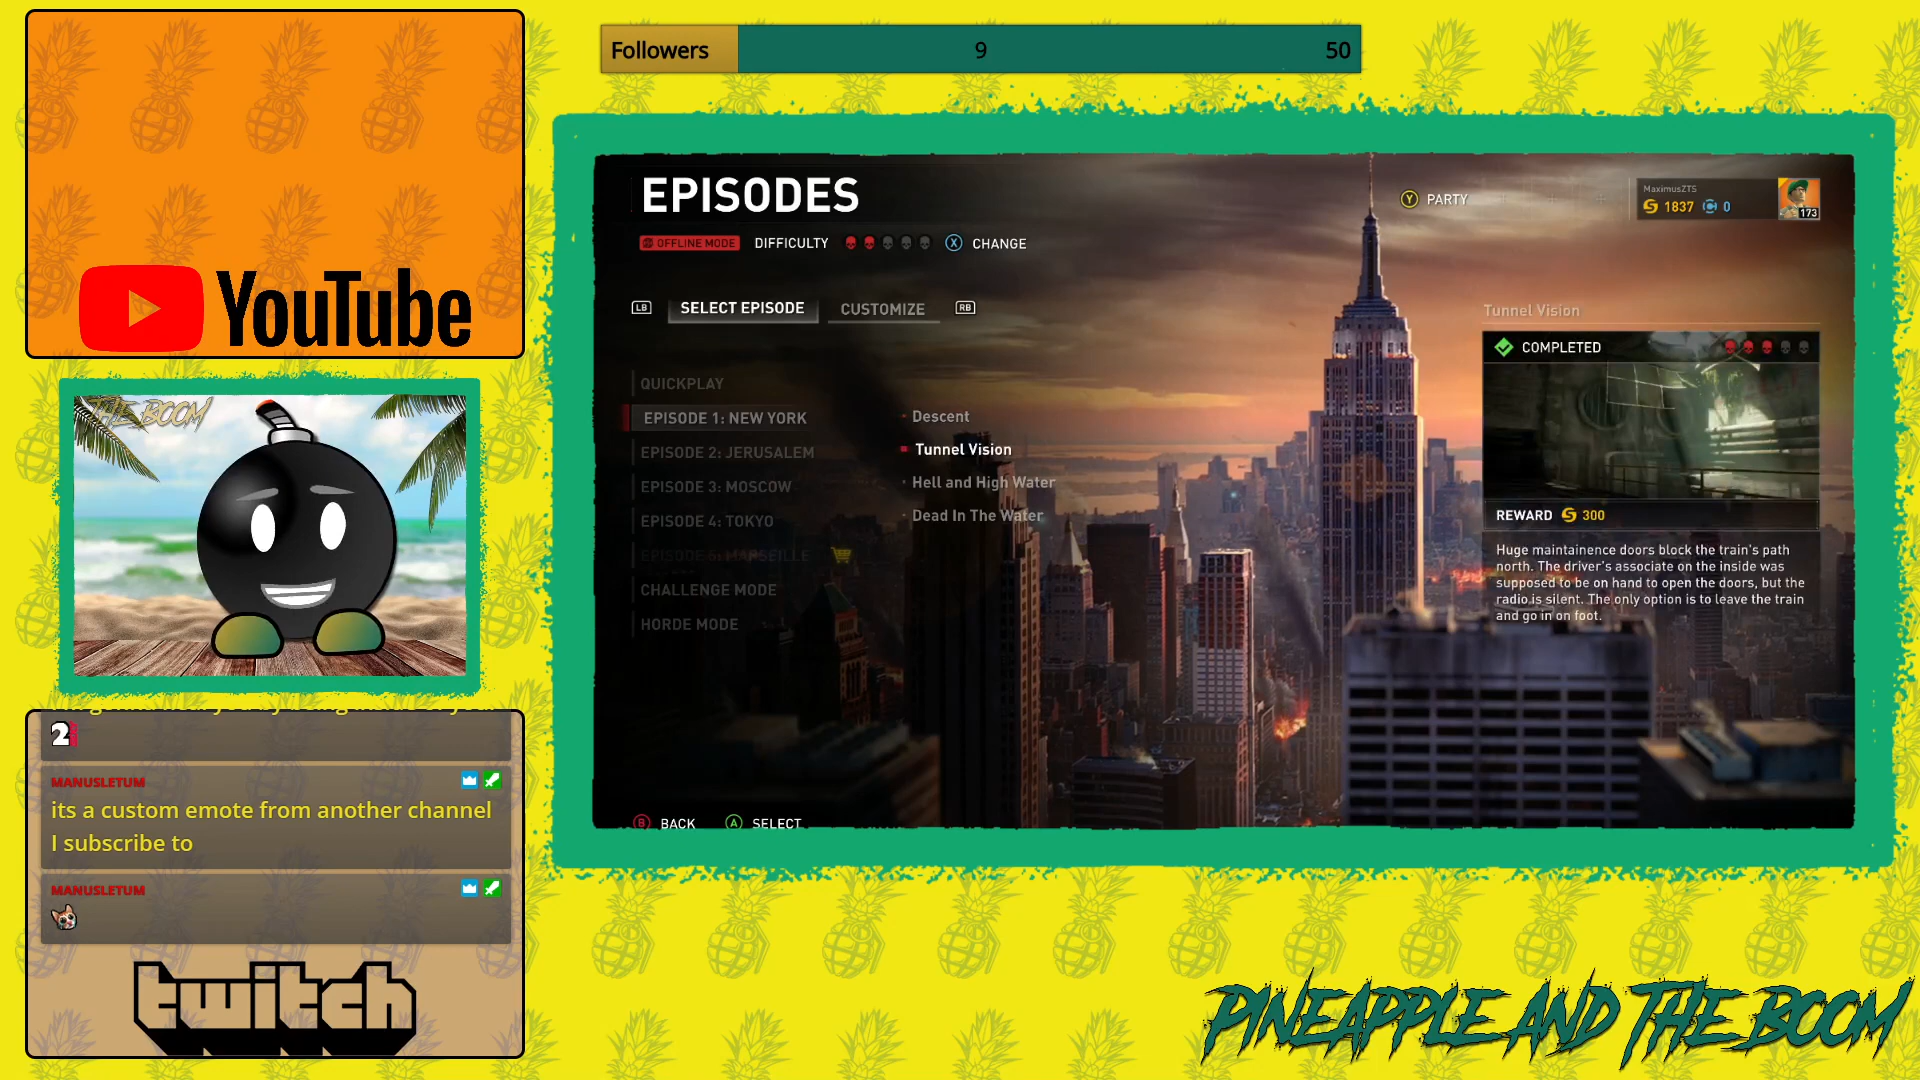 Followers 9 50
YouTube
EPISODES
PARTY
MaximusZTS
1837 0
173
OFFLINE MODE DIFFICULTY X CHANGE
LB SELECT EPISODE CUSTOMIZE RB
Tunnel Vision
COMPLETED
QUICKPLAY
EPISODE 1: NEW YORK
EPISODE 2: JERUSALEM
EPISODE 3: MOSCOW
EPISODE 4: TOKYO
EPISODE 5: MARSEILLE
CHALLENGE MODE
HORDE MODE
Descent
Tunnel Vision
Hell and High Water
Dead In The Water
REWARD 300
Huge maintainence doors block the train's path
north. The driver's associate on the inside was
supposed to be on hand to open the doors, but the
radio is silent. The only option is to leave the train
and go in on foot.
B BACK A SELECT
THE BOOM
2
MANUSLETUM
its a custom emote from another channel
I subscribe to
MANUSLETUM
twitch
PINEAPPLE AND THE BOOM